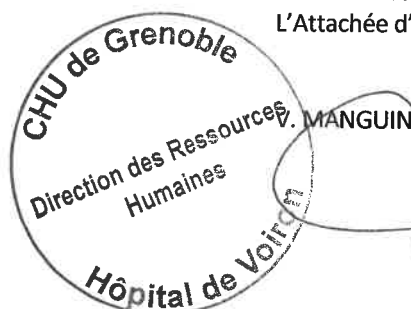 L'Attachée d'
CHU de Grenoble
Direction des Ressources
Humaines
Hôpital de Voiron
V. MANGUIN